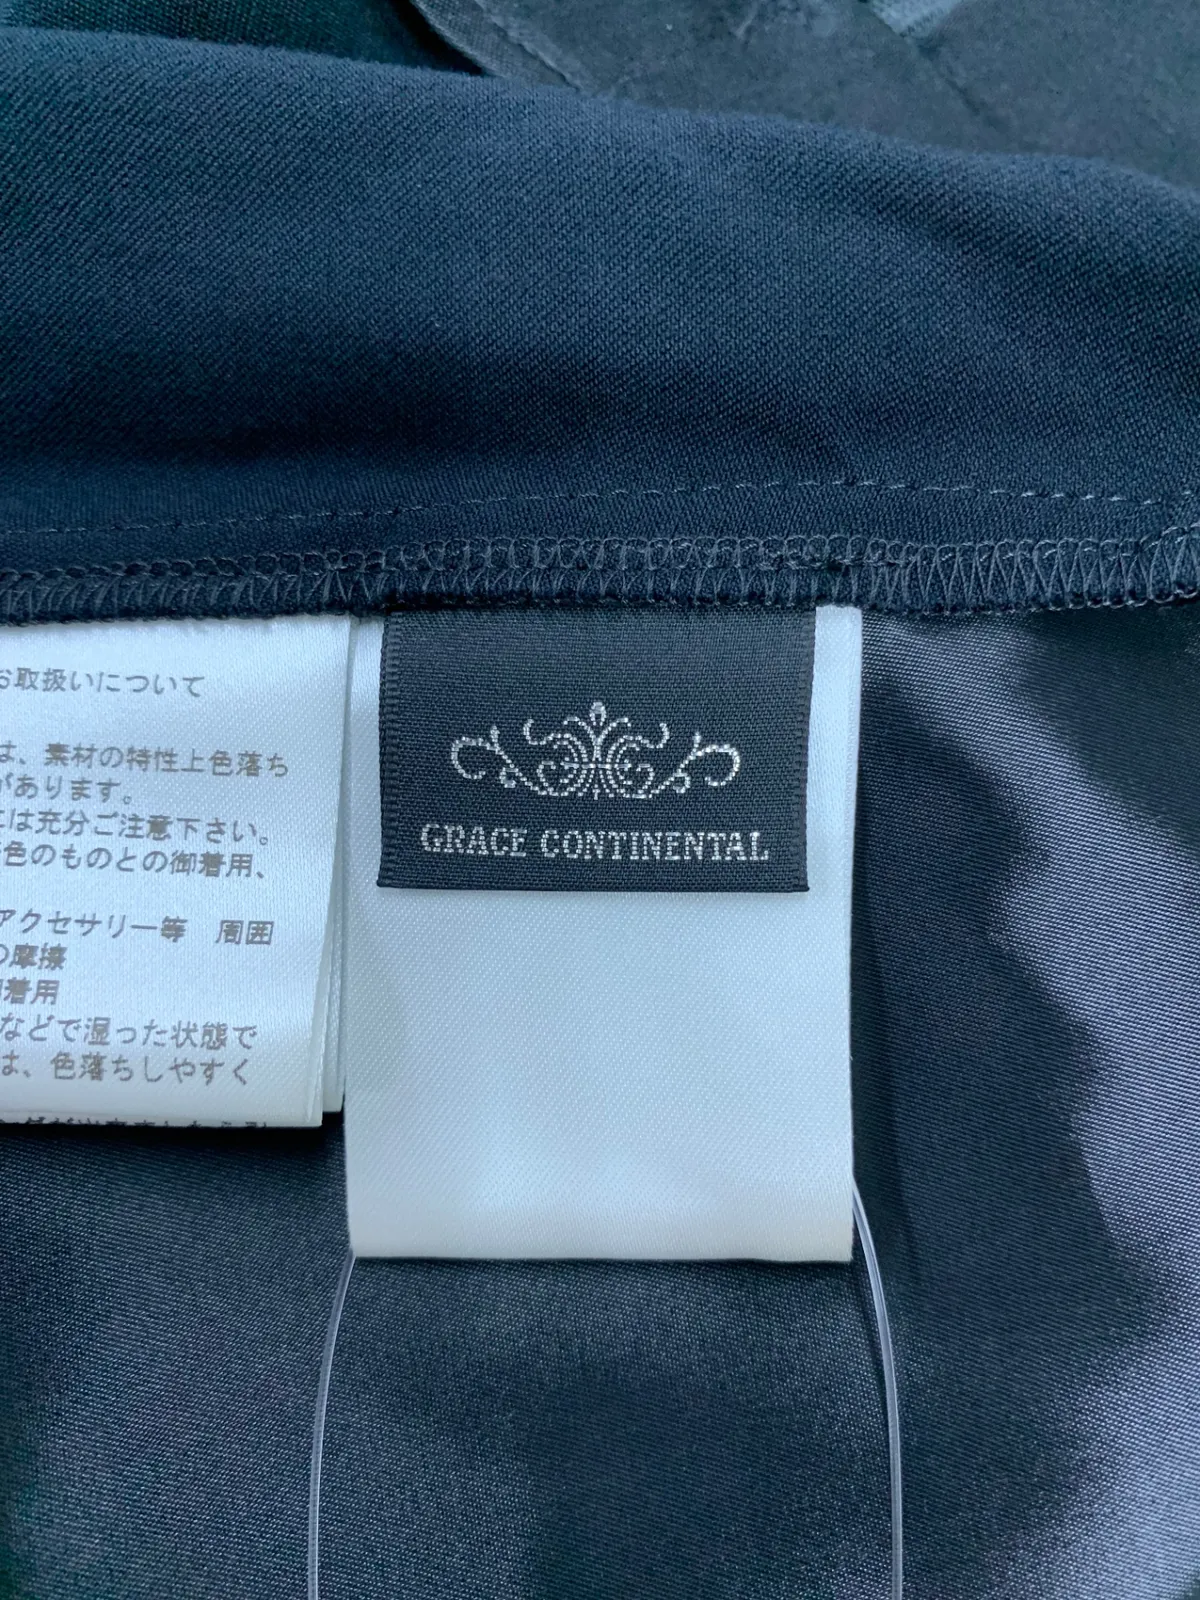 お取扱いについて
は、素材の特性上色落ち
があります。
には充分ご注意下さい。
色のものとの御着用、
アクセサリー等 周囲
の摩擦
着用
などで湿った状態で
は、色落ちしやすく
GRACE CONTINENTAL